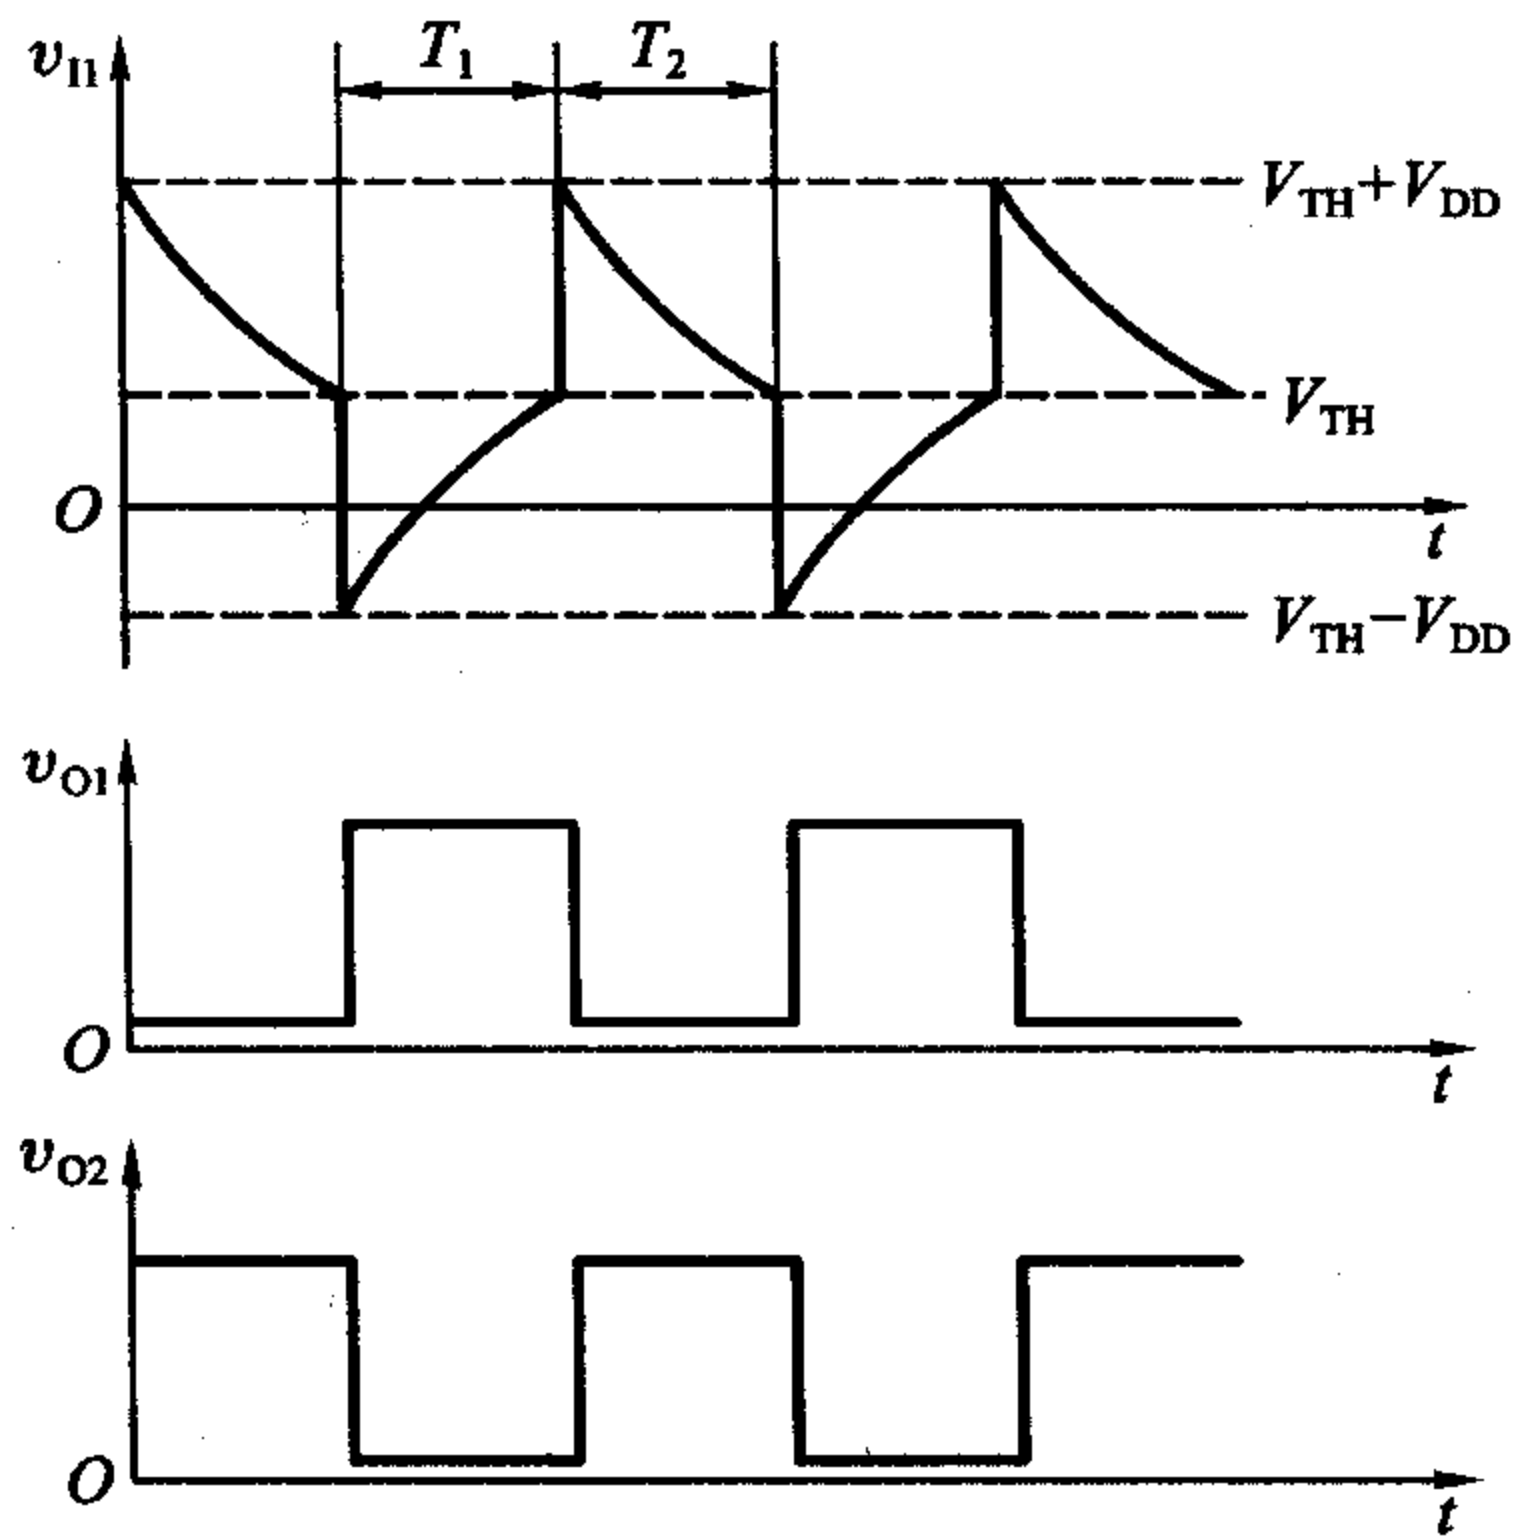 v_I1 T_1 T_2
V_TH+V_DD
V_TH
O
t
V_TH−V_DD
v_O1
O
t
v_O2
O
t